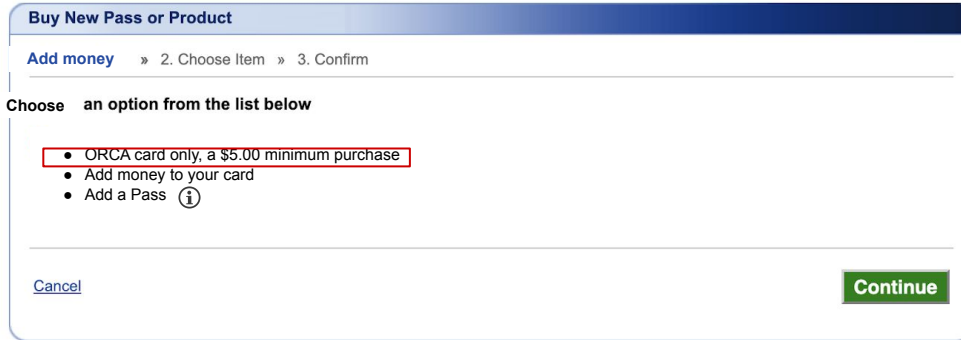 Buy New Pass or Product
Add money » 2. Choose Item » 3. Confirm
Choose an option from the list below
● ORCA card only, a $5.00 minimum purchase
● Add money to your card
● Add a Pass i
Cancel
Continue